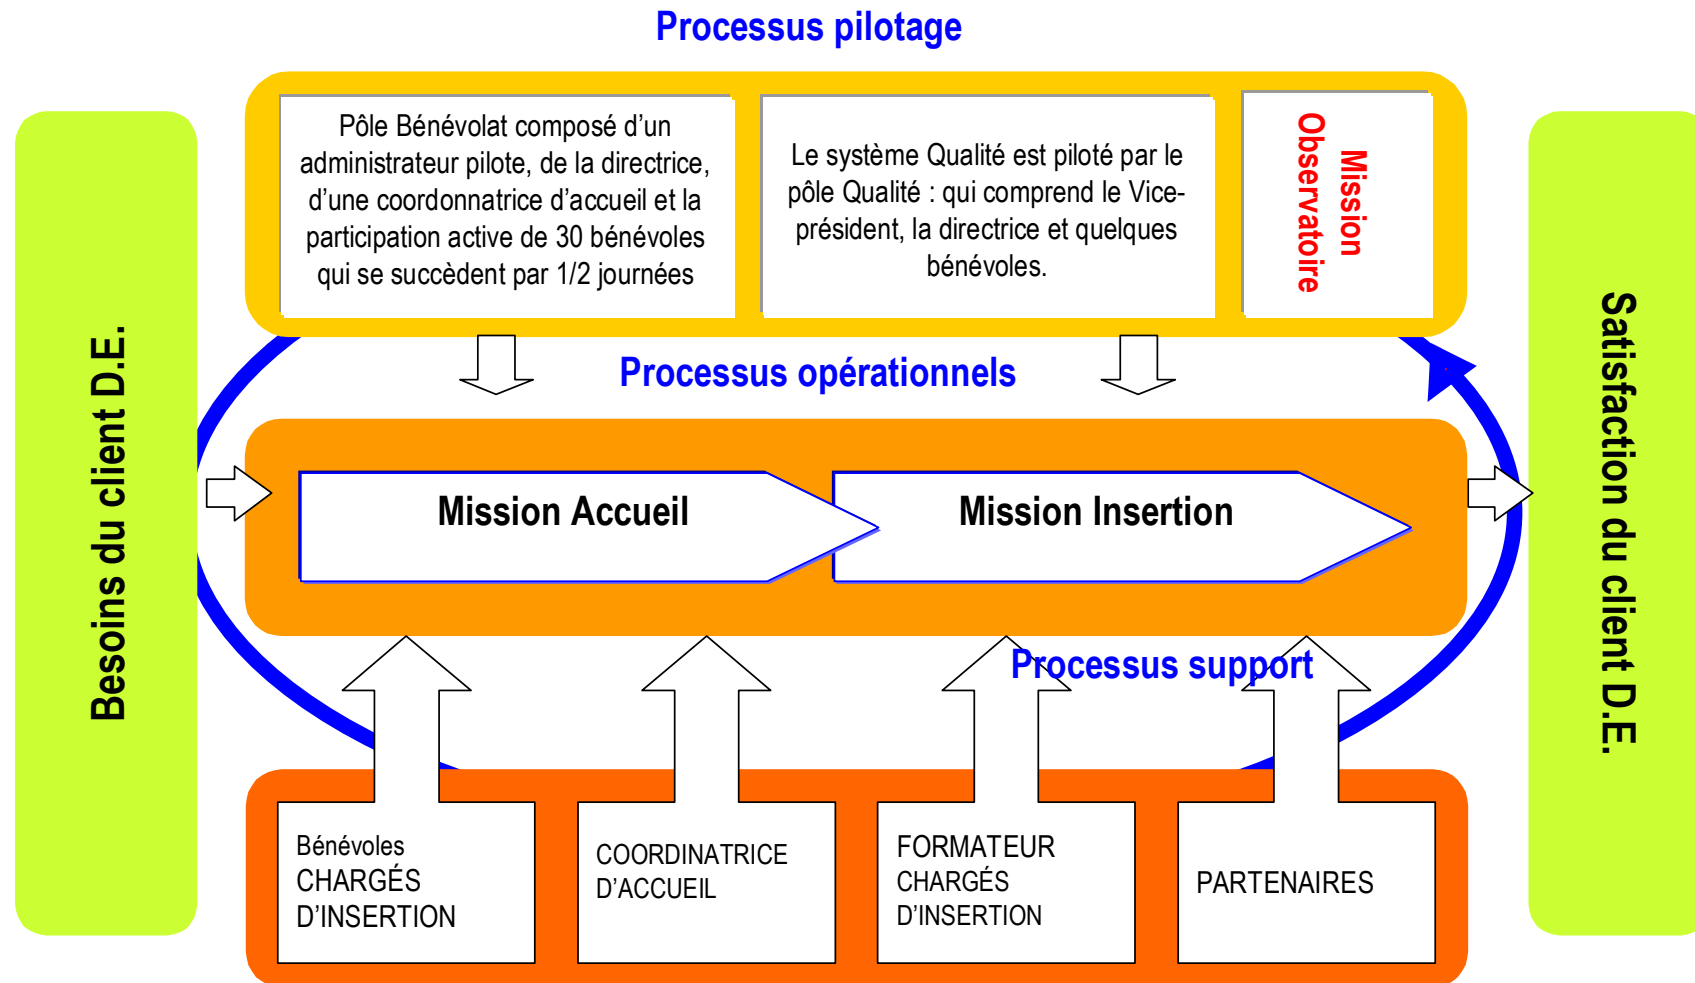 Processus pilotage
Pôle Bénévolat composé d’un
administrateur pilote, de la directrice,
d’une coordonnatrice d’accueil et la
participation active de 30 bénévoles
qui se succèdent par 1/2 journées
Le système Qualité est piloté par le
pôle Qualité : qui comprend le Vice-
président, la directrice et quelques
bénévoles.
Mission
Observatoire
Besoins du client D.E.
Processus opérationnels
Mission Accueil
Mission Insertion
Satisfaction du client D.E.
Processus support
Bénévoles
CHARGÉS
D’INSERTION
COORDINATRICE
D’ACCUEIL
FORMATEUR
CHARGÉS
D’INSERTION
PARTENAIRES